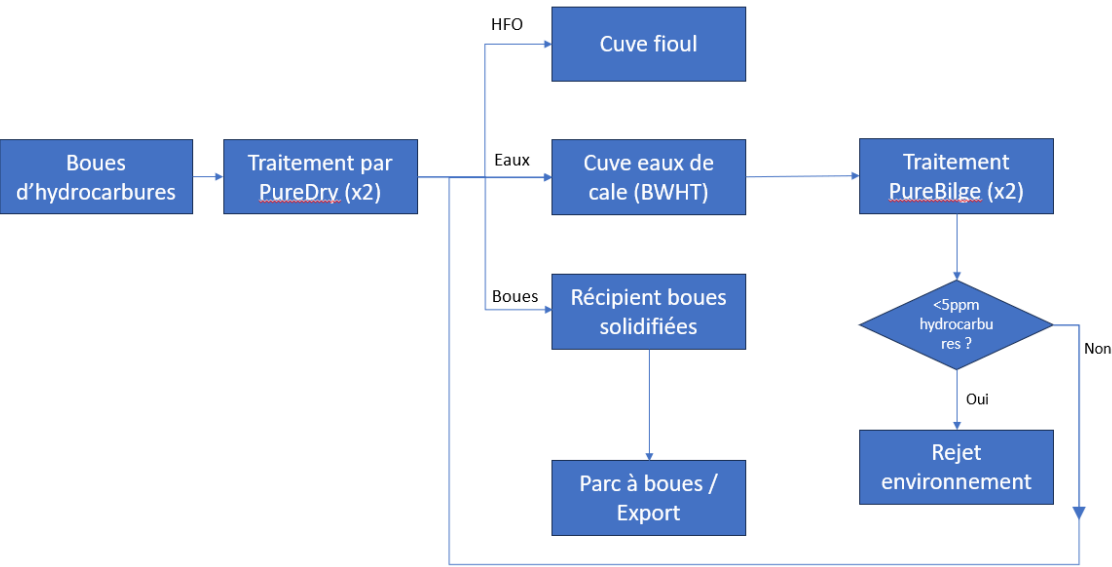 HFO
Cuve fioul
Boues
d’hydrocarbures
Traitement par
PureDry (x2)
Eaux
Cuve eaux de
cale (BWHT)
Traitement
PureBilge (x2)
Boues
Récipient boues
solidifiées
<5ppm
hydrocarbu
res ?
Non
Oui
Parc à boues /
Export
Rejet
environnement